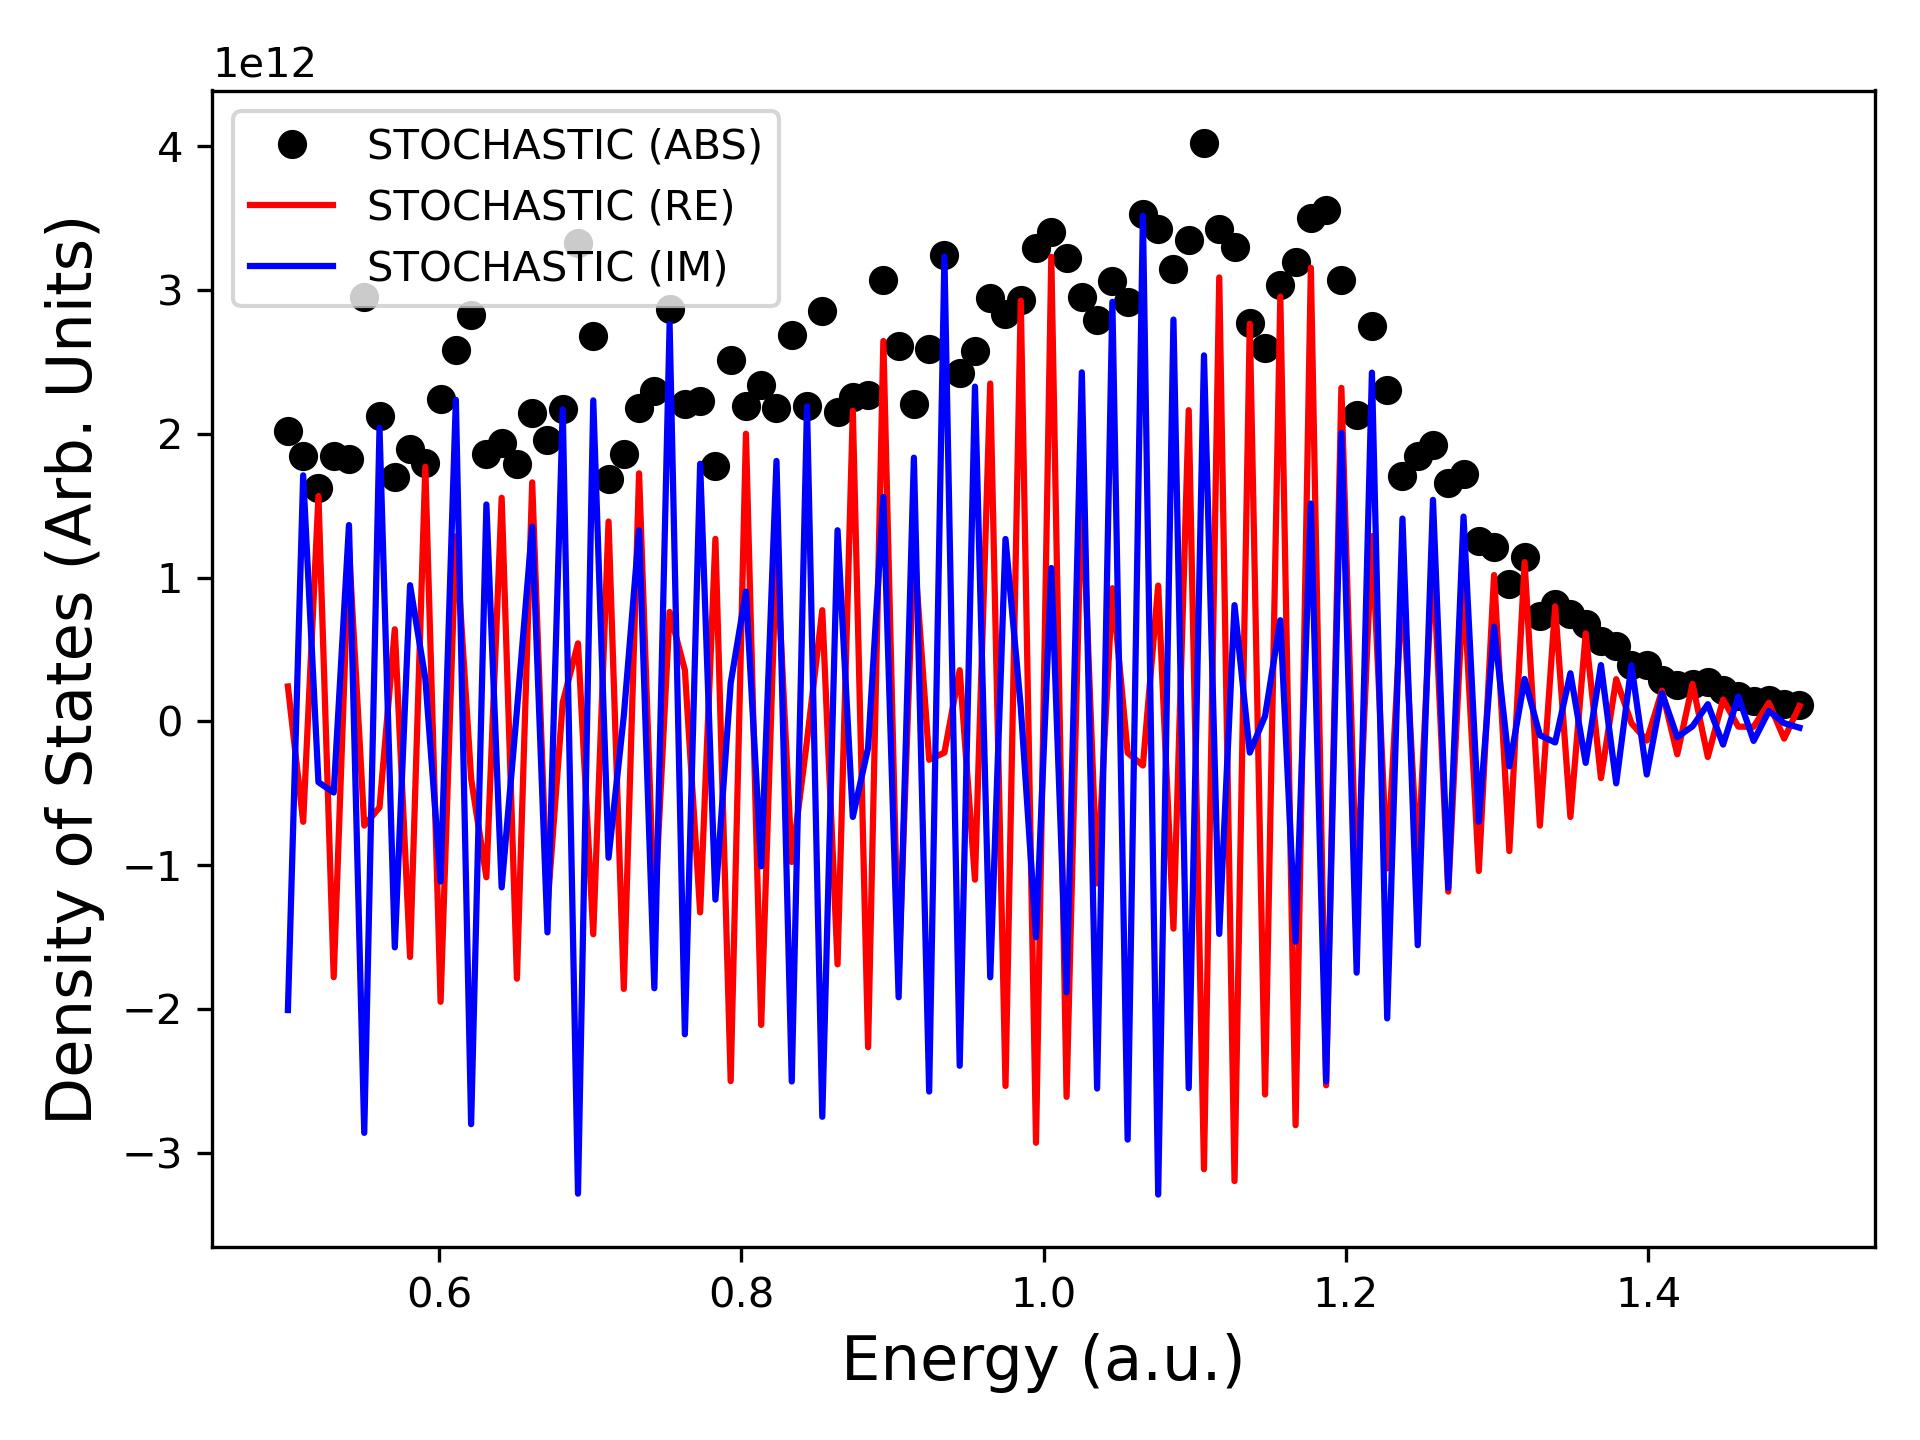 1e12
STOCHASTIC (ABS)
STOCHASTIC (RE)
STOCHASTIC (IM)
4
3
2
1
0
−1
−2
−3
Density of States (Arb. Units)
0.6 0.8 1.0 1.2 1.4
Energy (a.u.)